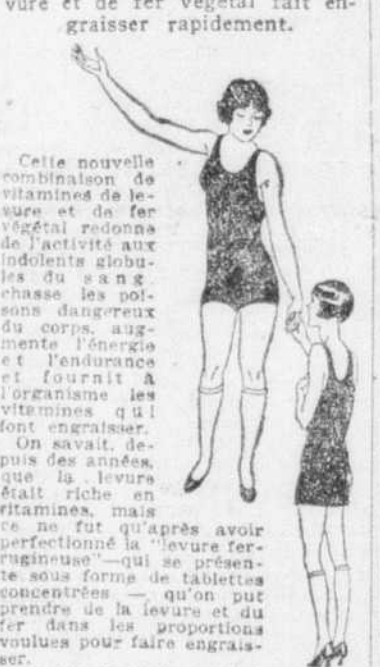 vure et de fer végétal fait en-
graisser rapidement.
Cette nouvelle
combinaison de
vitamines de le-
vure et de fer
végétal redonne
de l'activité aux
indolents globu-
les du sang
chasse les poi-
sons dangereux
du corps, aug-
mente l'énergie
et l'endurance
et fournit à
l'organisme les
vitamines qui
font engraisser.
On savait, de-
puis des années,
que la levure
était riche en
vitamines, mais
ce ne fut qu'après avoir
perfectionné la "levure fer-
rugineuse"—qui se présen-
te sous forme de tablettes
concentrées — qu'on put
prendre de la levure et du
fer dans les proportions
voulues pour faire engrais-
ser.